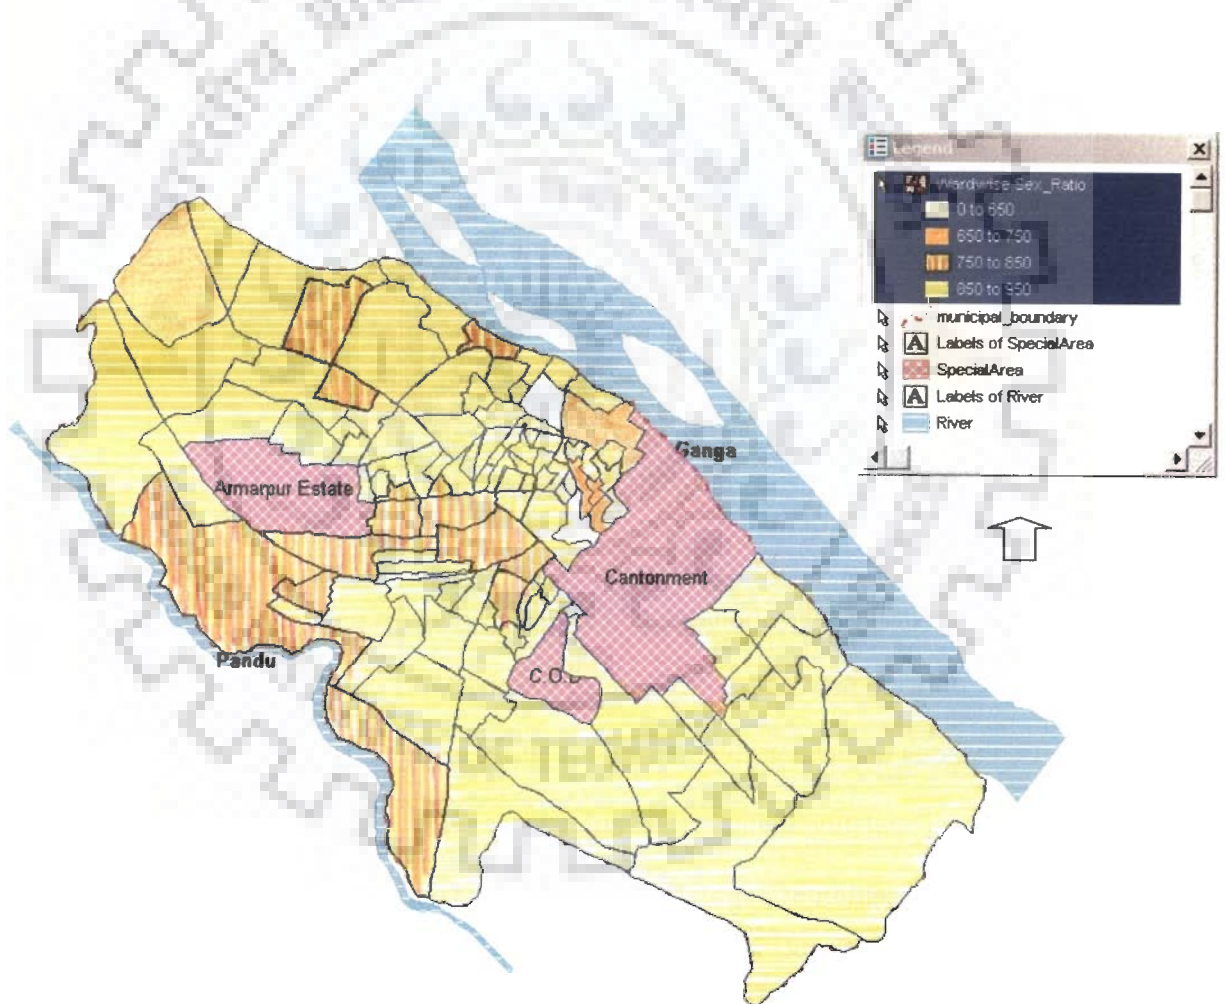 Legend
Wardwise Sex_Ratio
0 to 650
650 to 750
750 to 850
850 to 950
municipal_boundary
Labels of SpecialArea
SpecialArea
Labels of River
River
Ganga
Armarpur Estate
Cantonment
Pandu
C.O.D